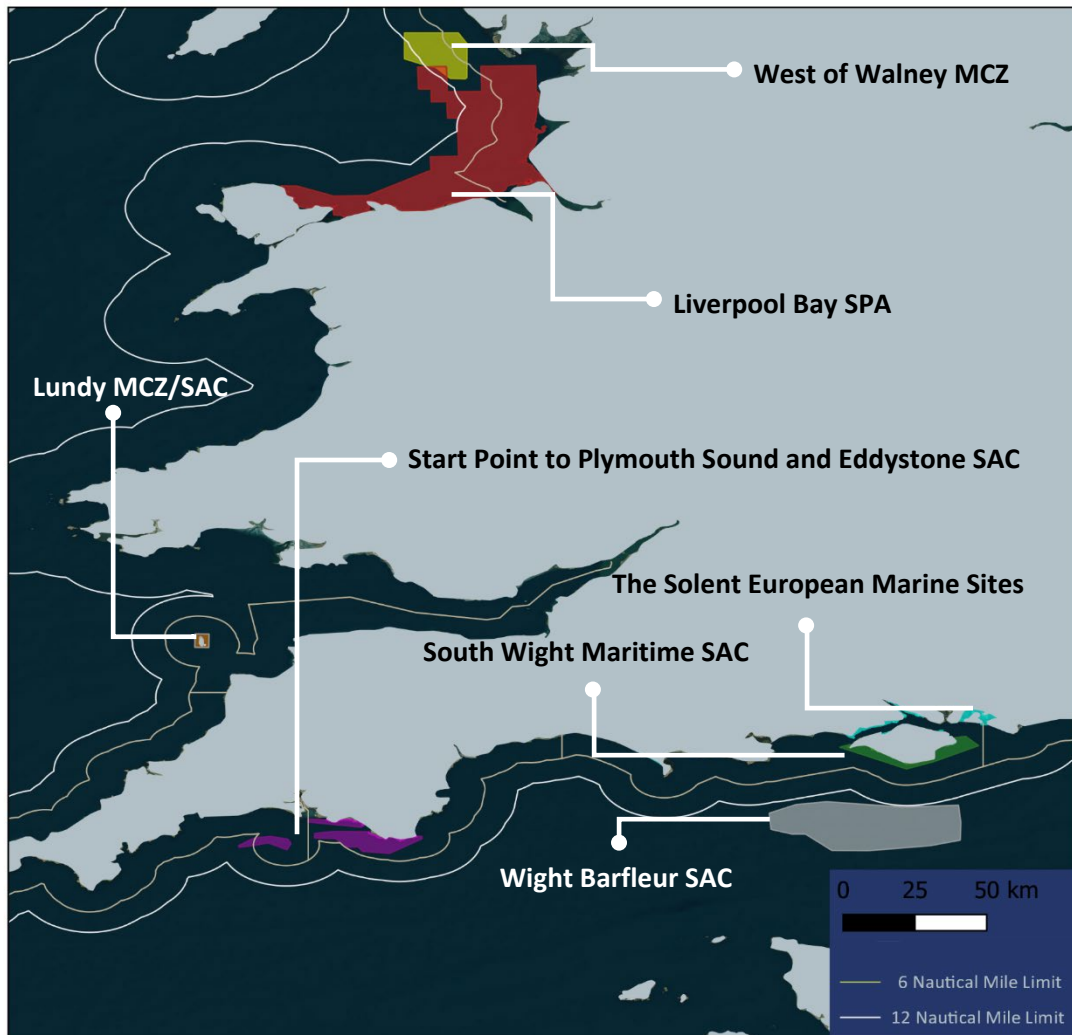 West of Walney MCZ
Liverpool Bay SPA
Lundy MCZ/SAC
Start Point to Plymouth Sound and Eddystone SAC
The Solent European Marine Sites
South Wight Maritime SAC
Wight Barfleur SAC
0 25 50 km
6 Nautical Mile Limit
12 Nautical Mile Limit